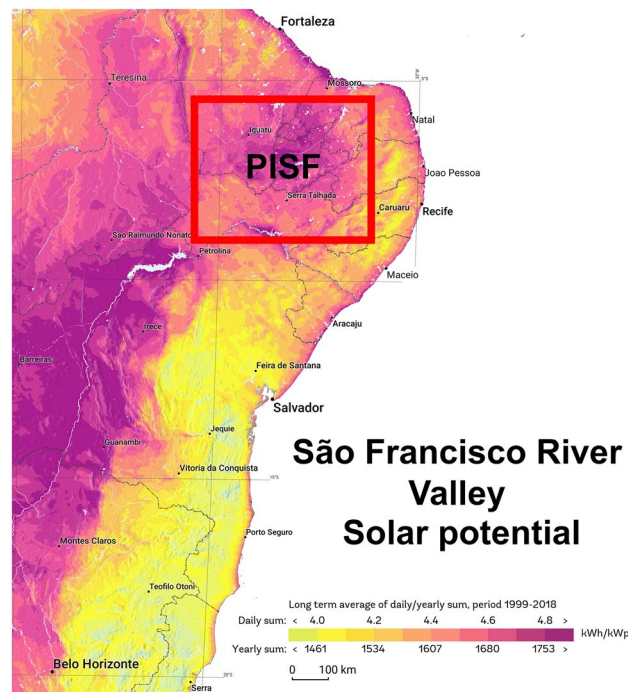 Fortaleza
Teresina
Mossoro
5°S
Natal
Iguatu
PISF
Joao Pessoa
Serra Talhada
Caruaru
Recife
Sao Raimundo Nonato
Petrolina
Maceio
Aracaju
Irece
Barreiras
Feira de Santana
Salvador
Jequie
Guanambi
Vitoria da Conquista
15°S
São Francisco River
Valley
Solar potential
Porto Seguro
Montes Claros
Teofilo Otoni
Long term average of daily/yearly sum, period 1999-2018
Daily sum: < 4.0 4.2 4.4 4.6 4.8 >
kWh/kWp
Yearly sum: < 1461 1534 1607 1680 1753 >
Belo Horizonte
0 100 km
Serra
20°S